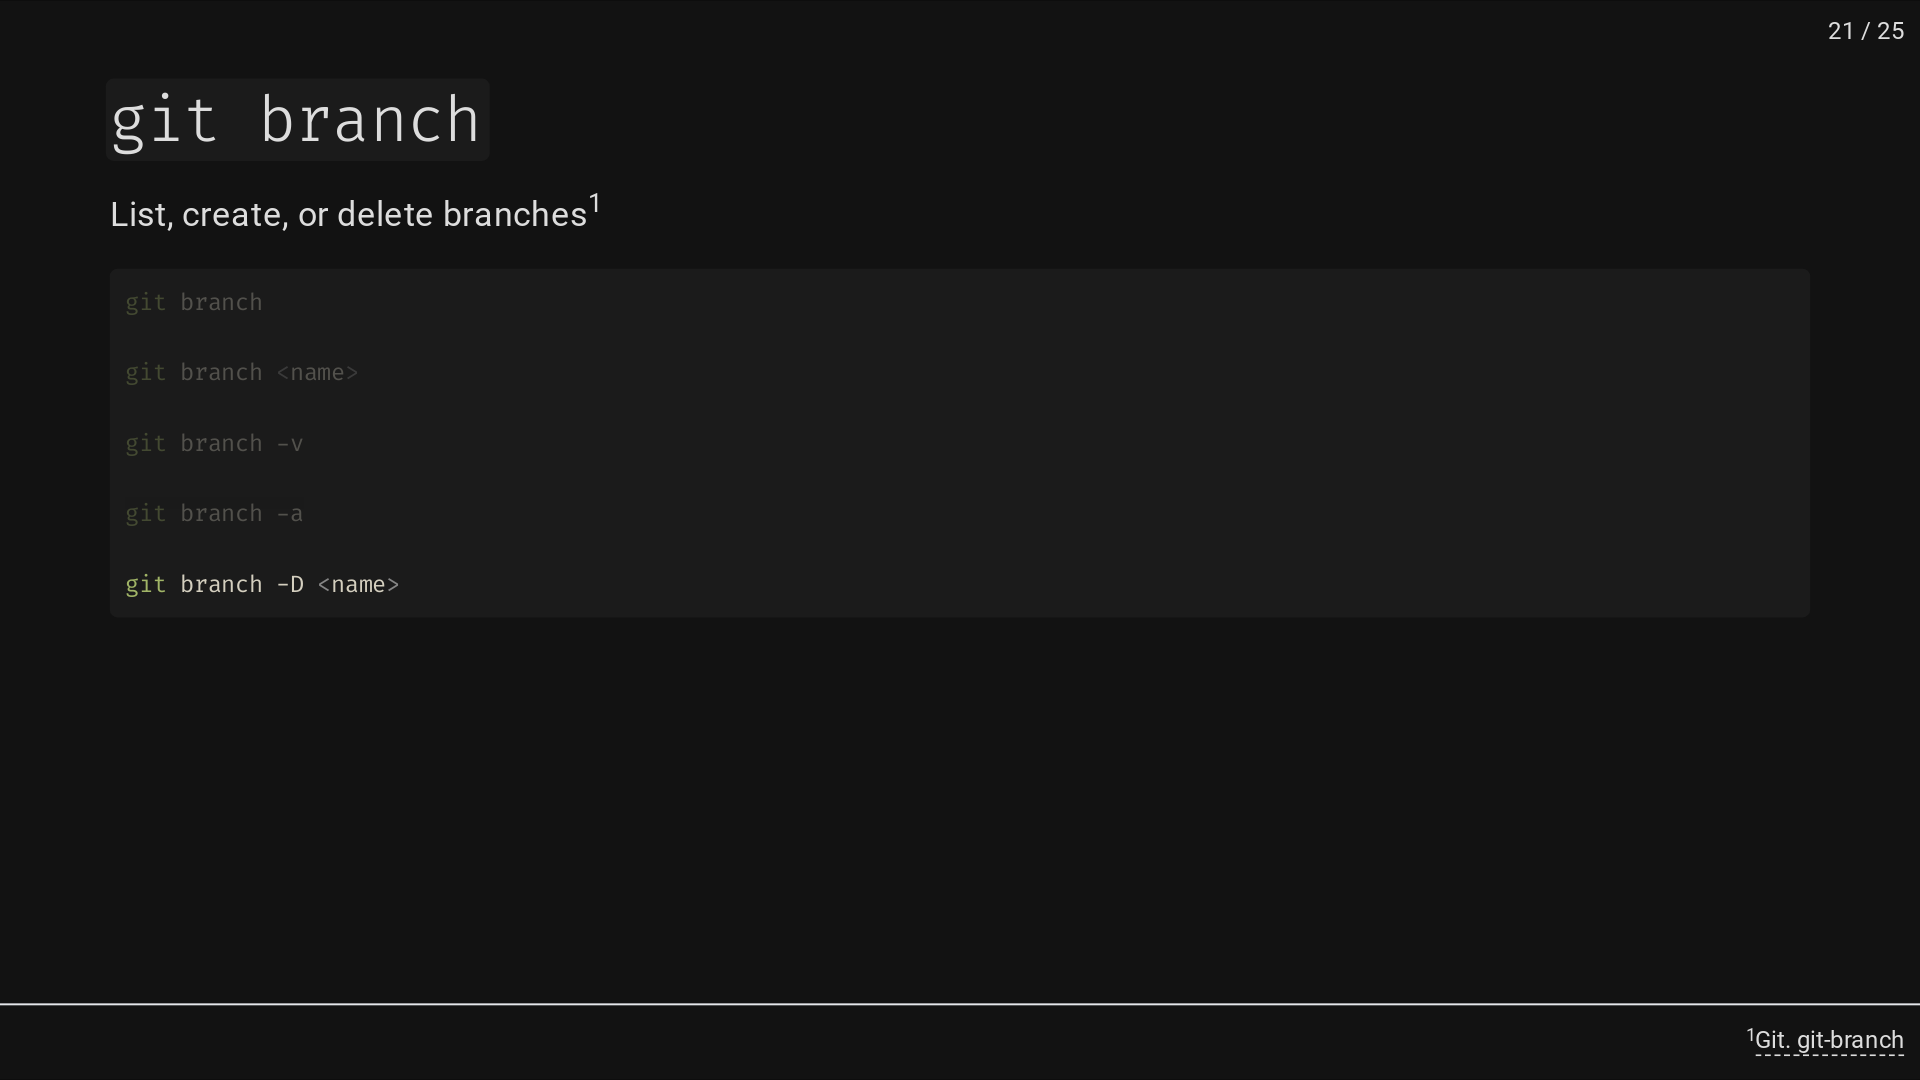 21 / 25
git branch
List, create, or delete branches¹
git branch
git branch <name>
git branch -v
git branch -a
git branch -D <name>
¹Git. git-branch